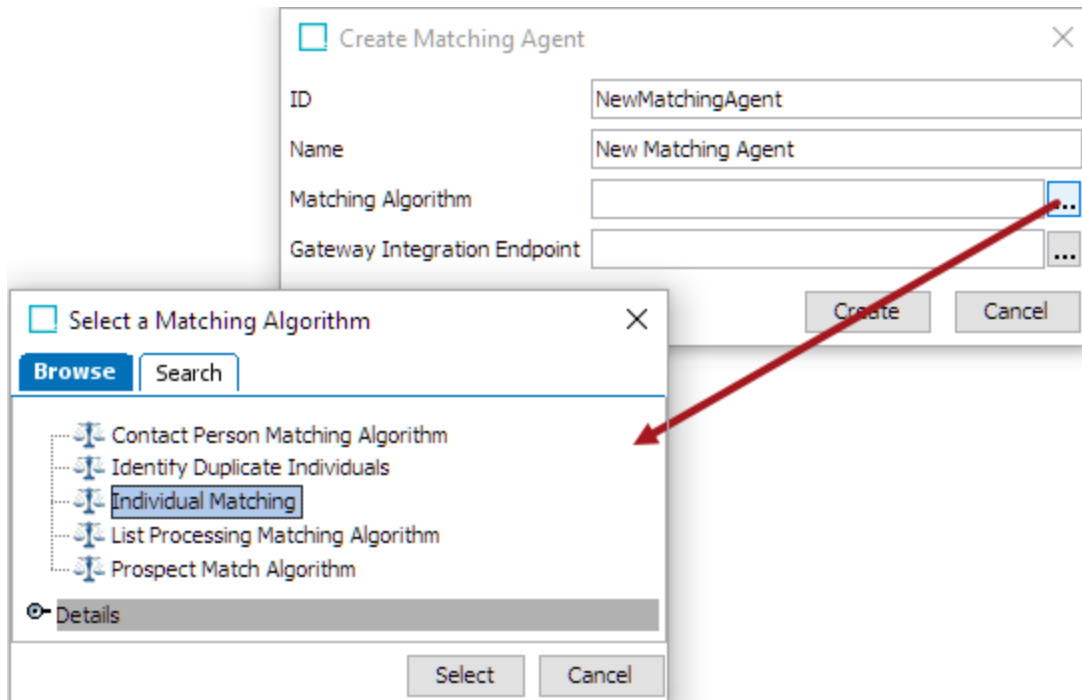 Create Matching Agent
ID
NewMatchingAgent
Name
New Matching Agent
Matching Algorithm
...
Gateway Integration Endpoint
...
Create
Cancel
Select a Matching Algorithm
Browse
Search
Contact Person Matching Algorithm
Identify Duplicate Individuals
Individual Matching
List Processing Matching Algorithm
Prospect Match Algorithm
Details
Select
Cancel